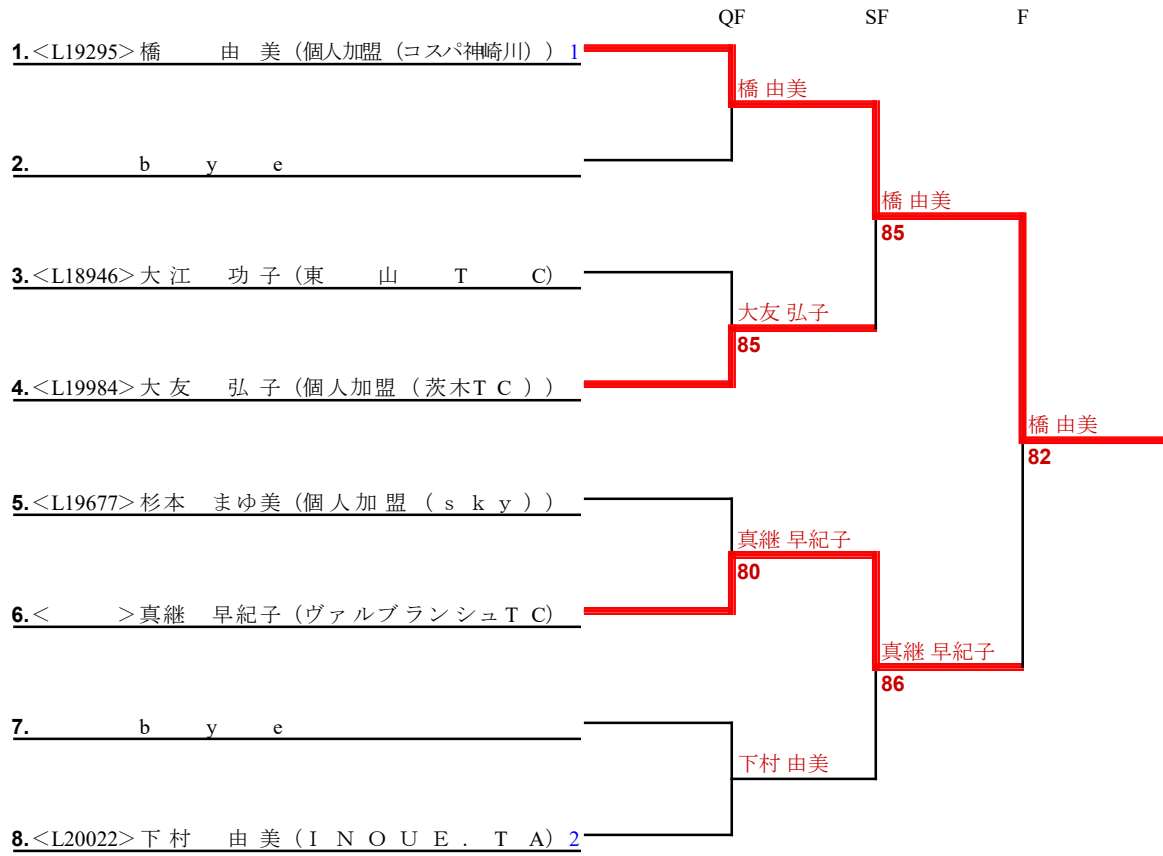 QF SF F
1.<L19295>橋 由 美 (個人加盟（コスパ神崎川）) 1
橋 由美
2. b y e
橋 由美
85
3.<L18946>大 江 功 子 (東 山 T C)
大友 弘子
85
4.<L19984>大 友 弘 子 (個人加盟（茨木T C）)
橋 由美
82
5.<L19677>杉本 まゆ美 (個人加盟（s k y）)
真継 早紀子
80
6.< >真継 早紀子 (ヴァルブランシュT C)
真継 早紀子
86
7. b y e
下村 由美
8.<L20022>下 村 由 美 (I N O U E . T A) 2